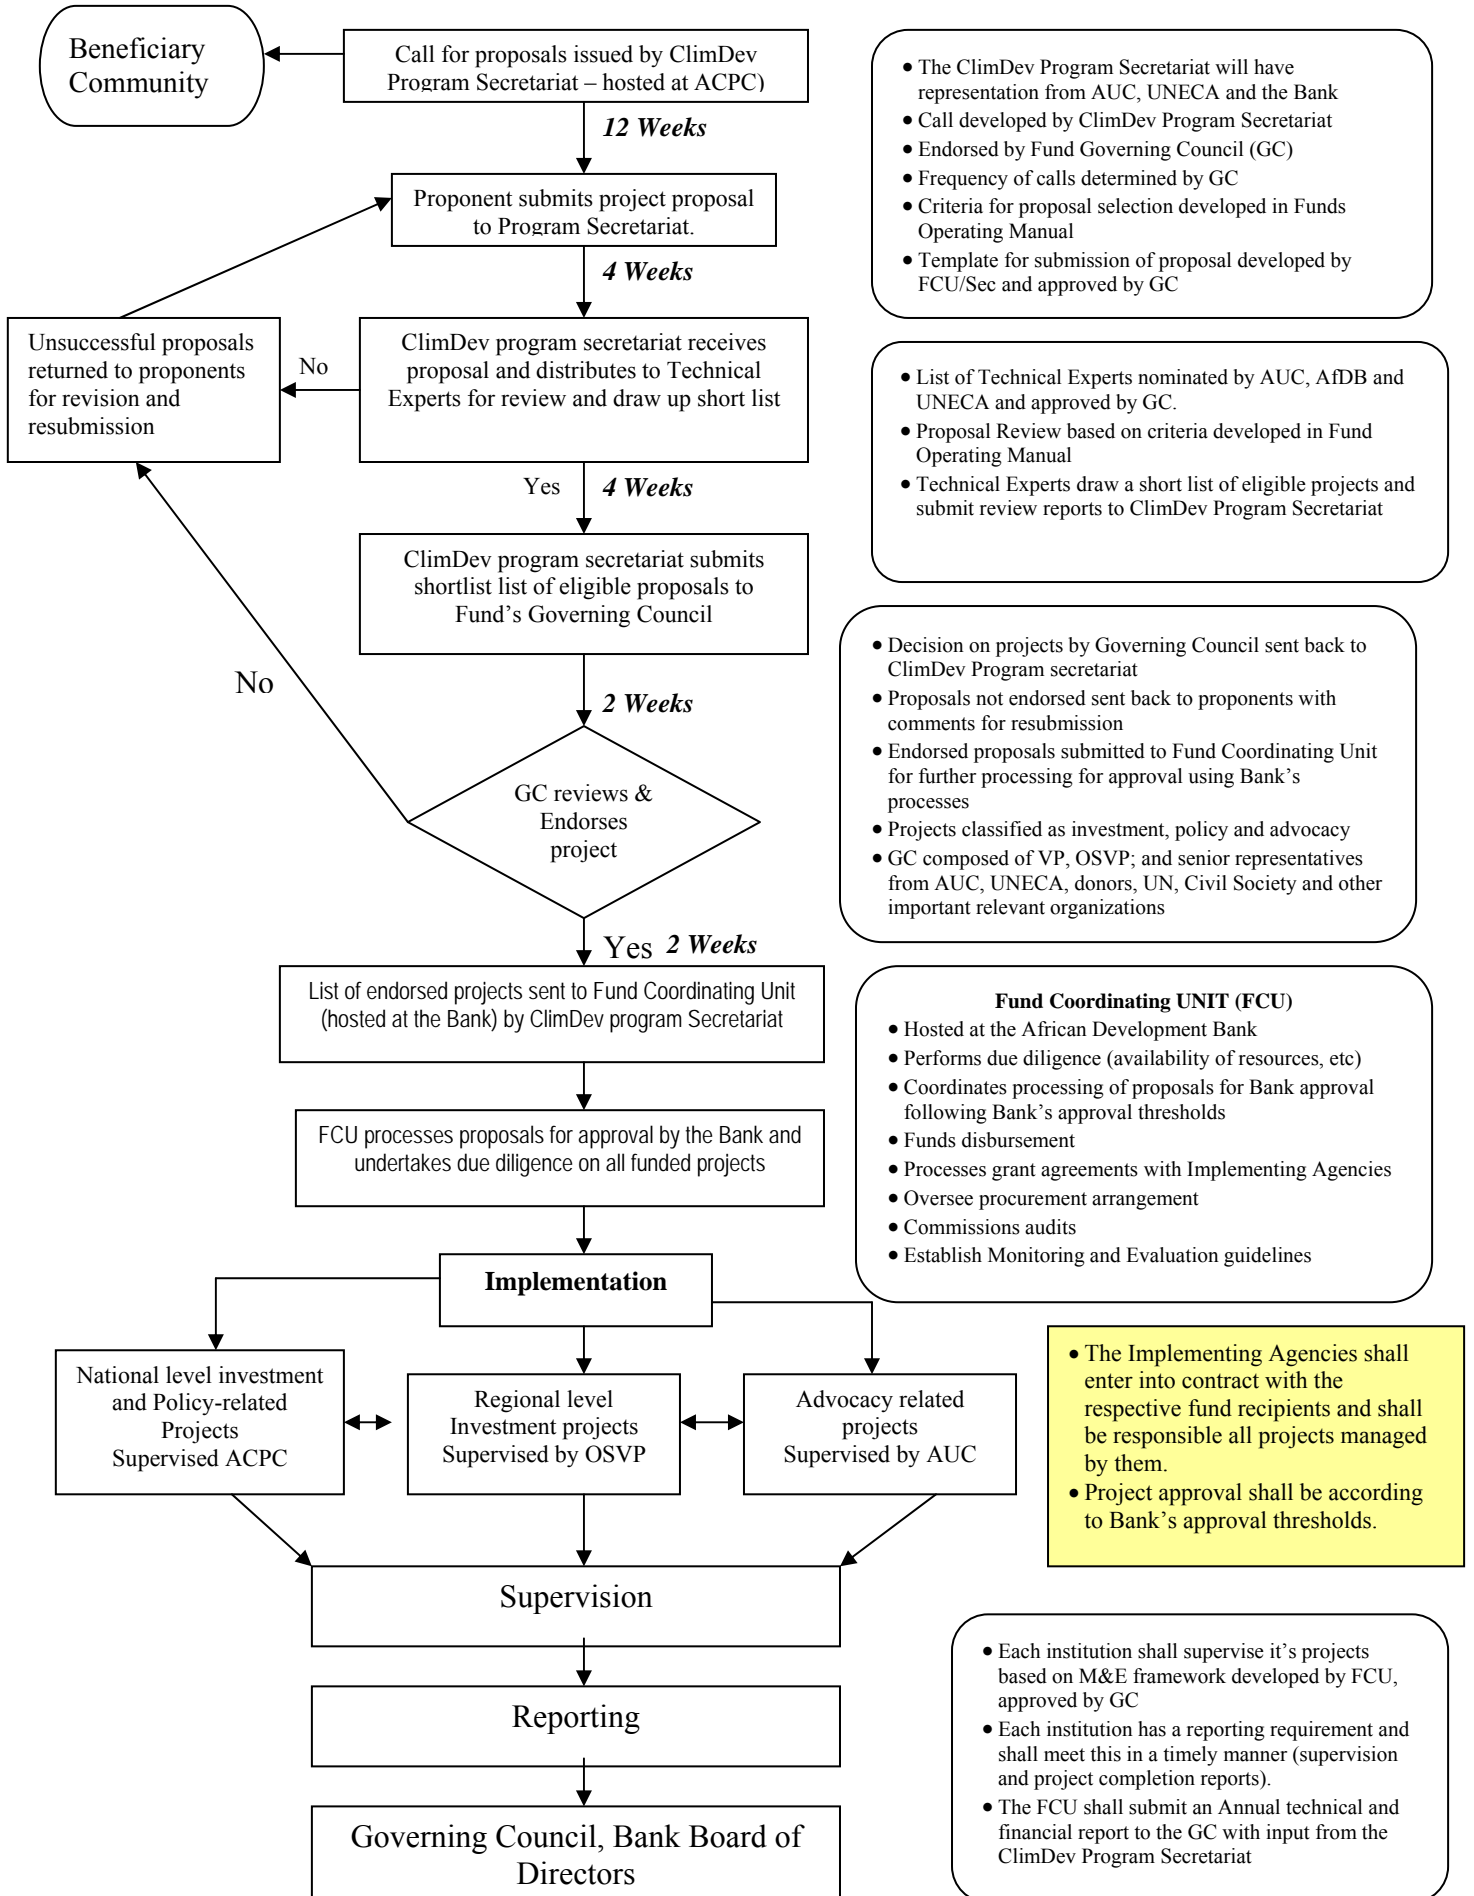 Beneficiary
Community
Call for proposals issued by ClimDev
Program Secretariat – hosted at ACPC)
12 Weeks
Proponent submits project proposal
to Program Secretariat.
4 Weeks
Unsuccessful proposals
returned to proponents
for revision and
resubmission
No
ClimDev program secretariat receives
proposal and distributes to Technical
Experts for review and draw up short list
Yes
4 Weeks
ClimDev program secretariat submits
shortlist list of eligible proposals to
Fund’s Governing Council
No
2 Weeks
GC reviews &
Endorses
project
Yes 2 Weeks
List of endorsed projects sent to Fund Coordinating Unit
(hosted at the Bank) by ClimDev program Secretariat
FCU processes proposals for approval by the Bank and
undertakes due diligence on all funded projects
Implementation
National level investment
and Policy-related
Projects
Supervised ACPC
Regional level
Investment projects
Supervised by OSVP
Advocacy related
projects
Supervised by AUC
Supervision
Reporting
Governing Council, Bank Board of
Directors
• The ClimDev Program Secretariat will have
representation from AUC, UNECA and the Bank
• Call developed by ClimDev Program Secretariat
• Endorsed by Fund Governing Council (GC)
• Frequency of calls determined by GC
• Criteria for proposal selection developed in Funds
Operating Manual
• Template for submission of proposal developed by
FCU/Sec and approved by GC
• List of Technical Experts nominated by AUC, AfDB and
UNECA and approved by GC.
• Proposal Review based on criteria developed in Fund
Operating Manual
• Technical Experts draw a short list of eligible projects and
submit review reports to ClimDev Program Secretariat
• Decision on projects by Governing Council sent back to
ClimDev Program secretariat
• Proposals not endorsed sent back to proponents with
comments for resubmission
• Endorsed proposals submitted to Fund Coordinating Unit
for further processing for approval using Bank’s
processes
• Projects classified as investment, policy and advocacy
• GC composed of VP, OSVP; and senior representatives
from AUC, UNECA, donors, UN, Civil Society and other
important relevant organizations
Fund Coordinating UNIT (FCU)
• Hosted at the African Development Bank
• Performs due diligence (availability of resources, etc)
• Coordinates processing of proposals for Bank approval
following Bank’s approval thresholds
• Funds disbursement
• Processes grant agreements with Implementing Agencies
• Oversee procurement arrangement
• Commissions audits
• Establish Monitoring and Evaluation guidelines
• The Implementing Agencies shall
enter into contract with the
respective fund recipients and shall
be responsible all projects managed
by them.
• Project approval shall be according
to Bank’s approval thresholds.
• Each institution shall supervise it’s projects
based on M&E framework developed by FCU,
approved by GC
• Each institution has a reporting requirement and
shall meet this in a timely manner (supervision
and project completion reports).
• The FCU shall submit an Annual technical and
financial report to the GC with input from the
ClimDev Program Secretariat